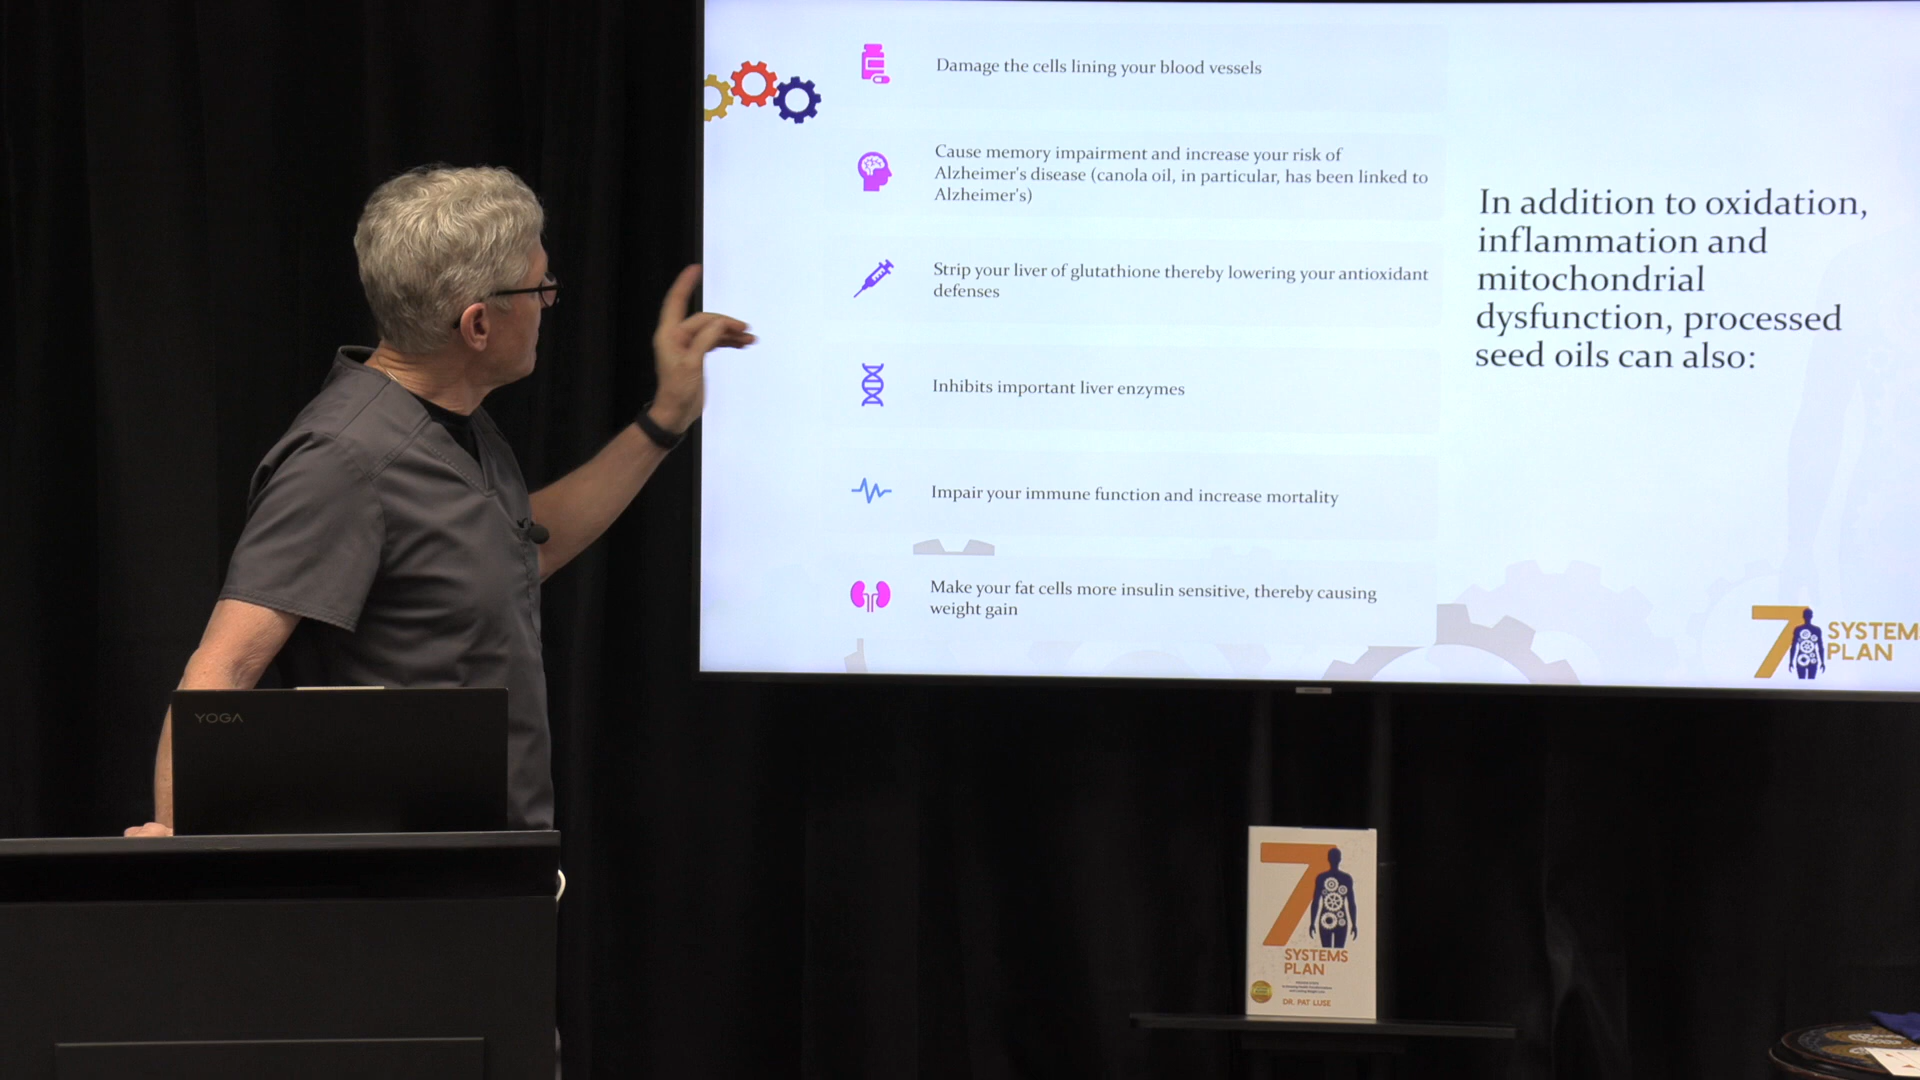 Damage the cells lining your blood vessels
Cause memory impairment and increase your risk of
Alzheimer's disease (canola oil, in particular, has been linked to
Alzheimer's)
Strip your liver of glutathione thereby lowering your antioxidant
defenses
Inhibits important liver enzymes
Impair your immune function and increase mortality
Make your fat cells more insulin sensitive, thereby causing
weight gain
In addition to oxidation,
inflammation and
mitochondrial
dysfunction, processed
seed oils can also:
7 SYSTEM
PLAN
YOGA
7
SYSTEMS
PLAN
DR. PAT LUSE